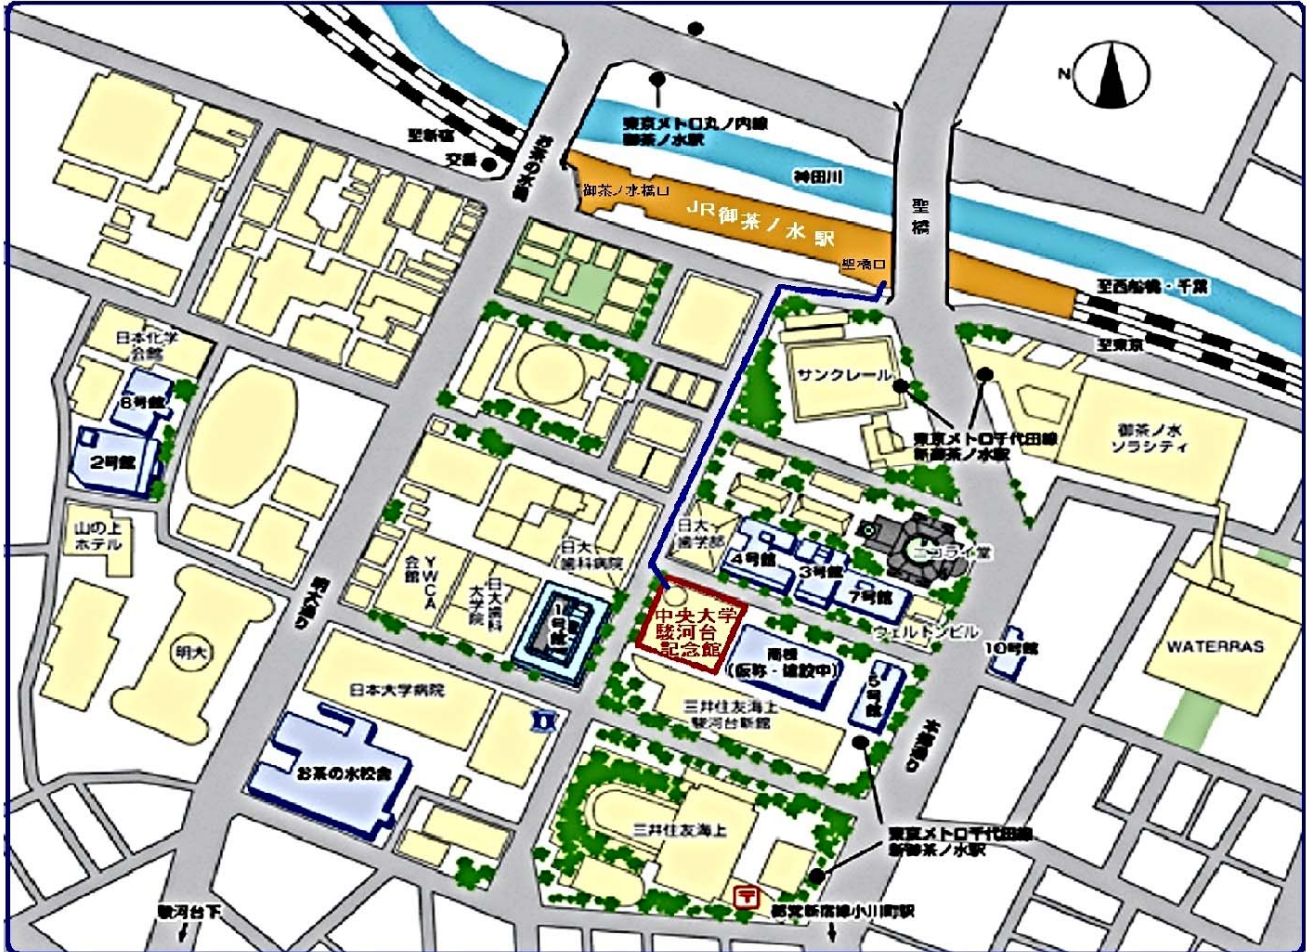 N
東京メトロ丸ノ内線
御茶ノ水駅
至新宿
交番
お茶の水橋
御茶ノ水橋口
JR御茶ノ水駅
聖橋口
神田川
聖橋
至西船橋・千葉
至東京
日本化学
会館
8号館
2号館
サンクレール
東京メトロ千代田線
新御茶ノ水駅
御茶ノ水
ソラシティ
山の上
ホテル
日大
歯学部
日大
歯科病院
4号館
3号館
7号館
ニコライ堂
YWCA
会館
日大歯科
大学院
1号館
中央大学
駿河台
記念館
南棟
(仮称・建設中)
5号館
ウェルトンビル
10号館
WATERRAS
明大通り
明大
日本大学病院
三井住友海上
駿河台新館
本郷通り
お茶の水校舎
三井住友海上
東京メトロ千代田線
新御茶ノ水駅
〒
都営新宿線小川町駅
駿河台下